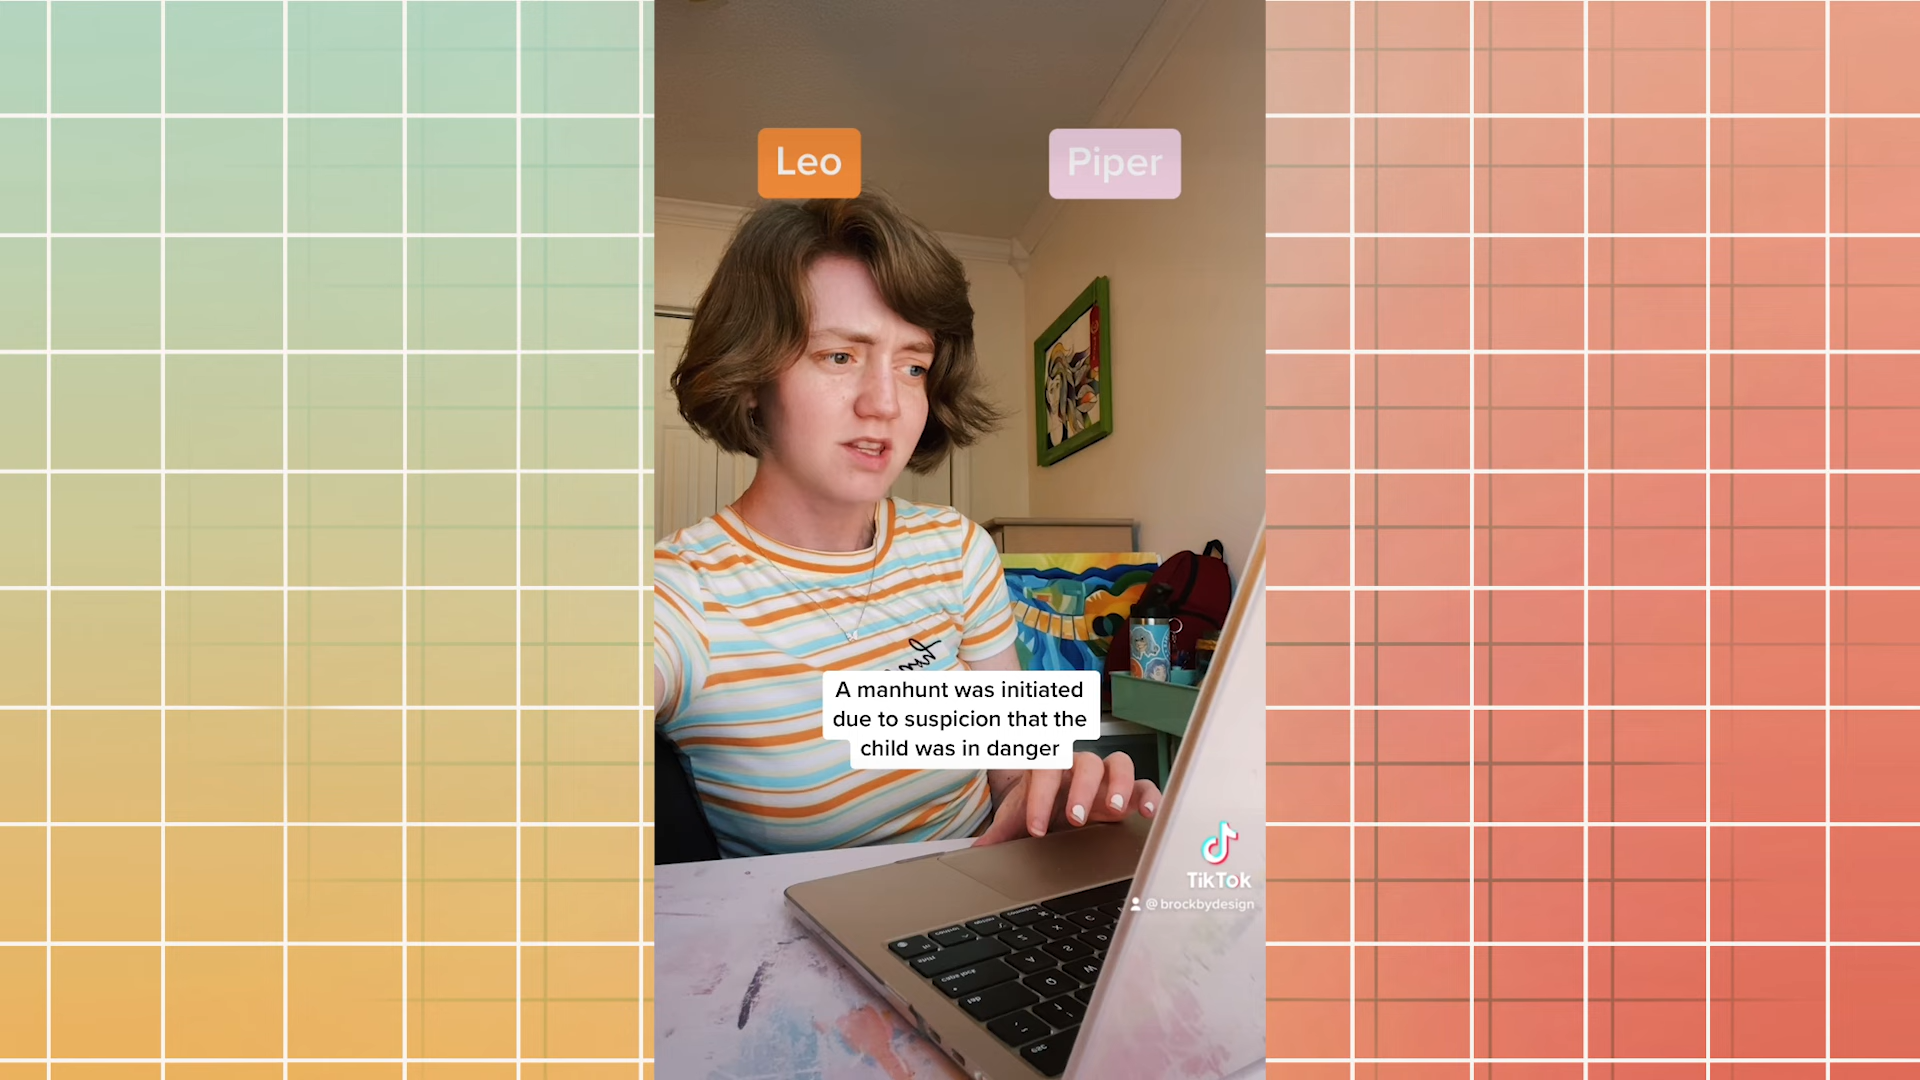 Leo
Piper
A manhunt was initiated
due to suspicion that the
child was in danger
TikTok
@brockbydesign